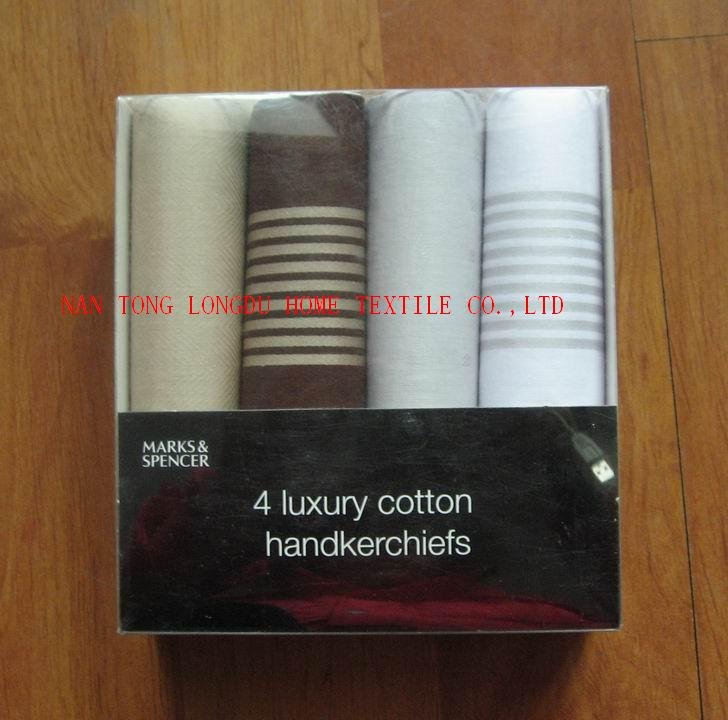 NAN TONG LONGDU HOME TEXTILE CO.,LTD
MARKS &
SPENCER
4 luxury cotton
handkerchiefs